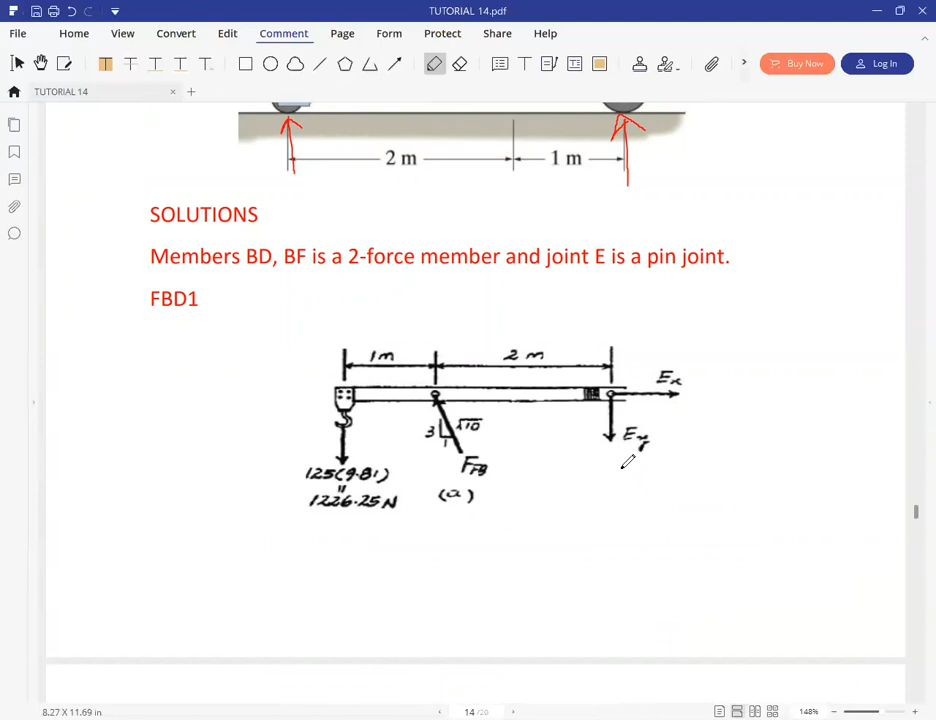 TUTORIAL 14.pdf
File Home View Convert Edit Comment Page Form Protect Share Help
Buy Now Log In
TUTORIAL 14
2 m 1 m
SOLUTIONS
Members BD, BF is a 2-force member and joint E is a pin joint.
FBD1
1m 2 m
Ex
3 √10
1
Ey
FFB
125(9.81)
"
1226.25N
(a)
8.27 X 11.69 in 14 /20 148%